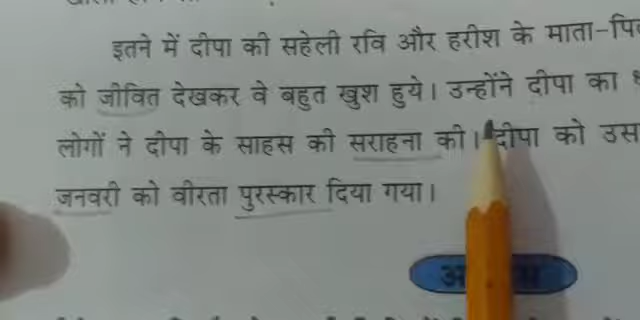 इतने में दीपा की सहेली रवि और हरीश के माता-
को जीवित देखकर वे बहुत खुश हुये। उन्होंने दीपा का
लोगों ने दीपा के साहस की सराहना की। दीपा को उस
जनवरी को वीरता पुरस्कार दिया गया।